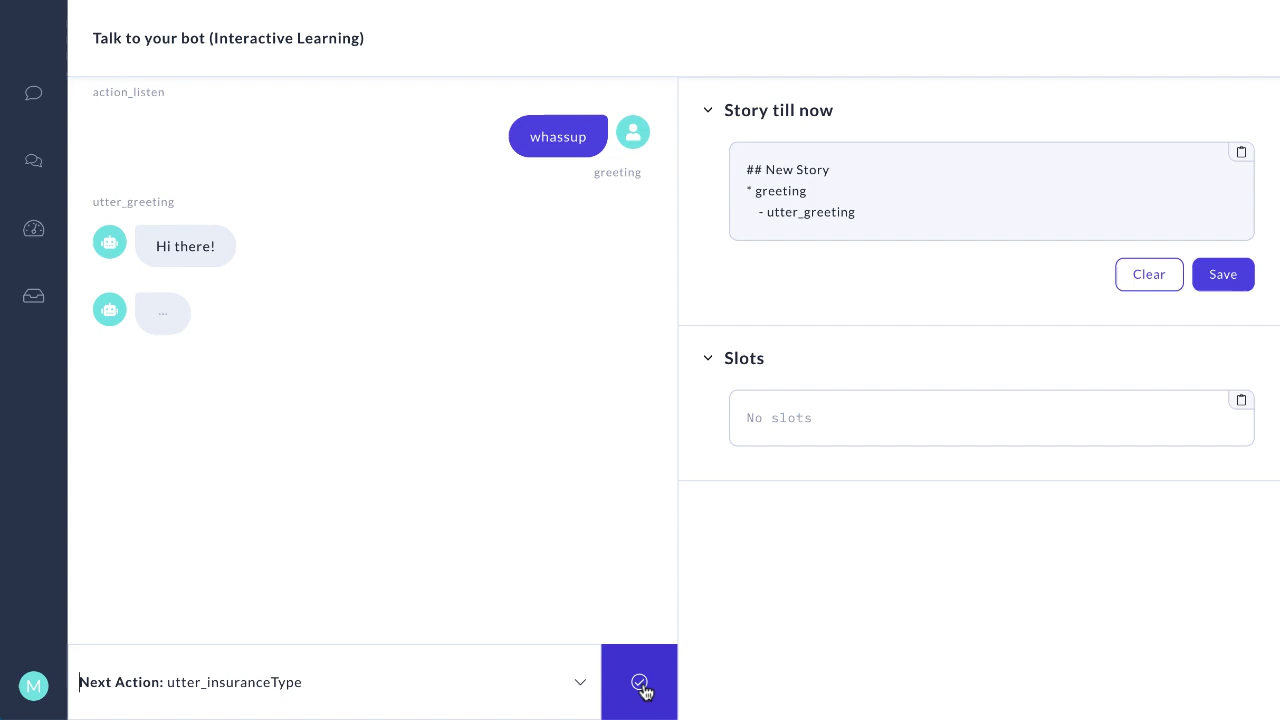 Talk to your bot (Interactive Learning)
action_listen
whassup
greeting
utter_greeting
Hi there!
...
Next Action: utter_insuranceType
Story till now
## New Story
* greeting
- utter_greeting
Clear
Save
Slots
No slots
M